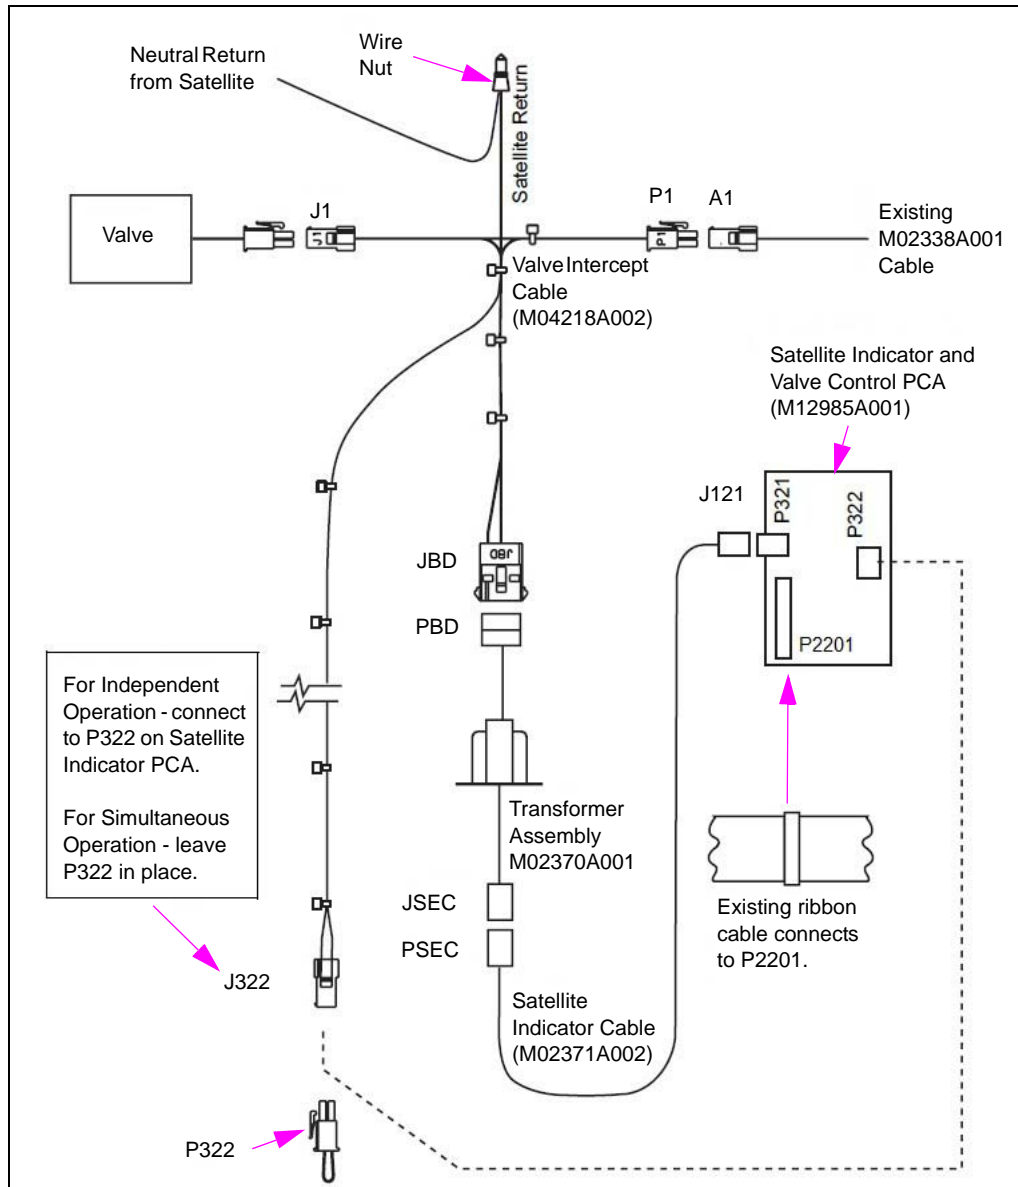 Neutral Return
from Satellite
Wire
Nut
Satellite Return
Valve
J1
J1
P1
P1
A1
Existing
M02338A001
Cable
Valve Intercept
Cable
(M04218A002)
Satellite Indicator and
Valve Control PCA
(M12985A001)
J121
P321
P322
P2201
JBD
JBD
PBD
For Independent
Operation - connect
to P322 on Satellite
Indicator PCA.
For Simultaneous
Operation - leave
P322 in place.
Transformer
Assembly
M02370A001
JSEC
PSEC
Existing ribbon
cable connects
to P2201.
J322
Satellite
Indicator Cable
(M02371A002)
P322